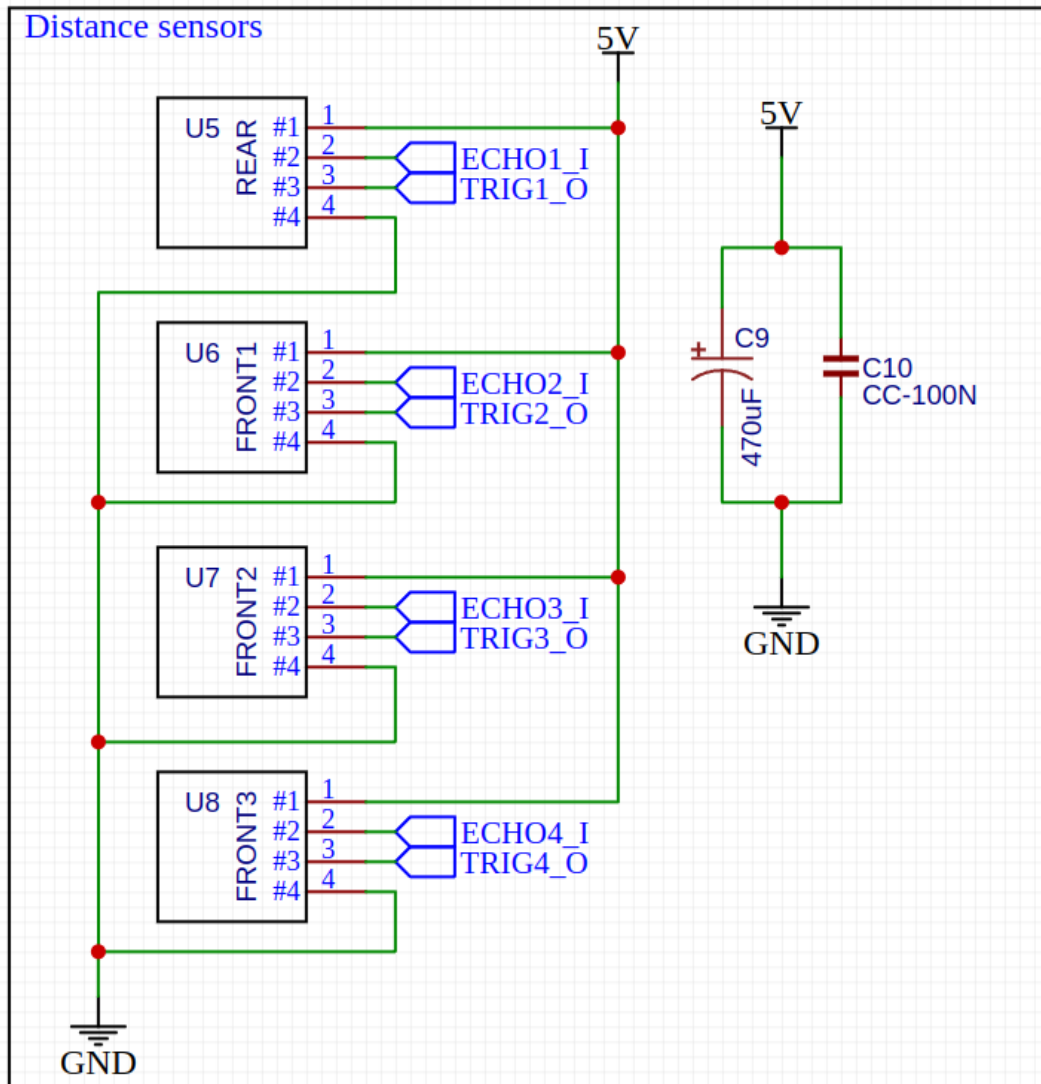 Distance sensors
5V
5V
U5
REAR
#1 1
#2 2
#3 3
#4 4
ECHO1_I
TRIG1_O
U6
FRONT1
#1 1
#2 2
#3 3
#4 4
ECHO2_I
TRIG2_O
U7
FRONT2
#1 1
#2 2
#3 3
#4 4
ECHO3_I
TRIG3_O
U8
FRONT3
#1 1
#2 2
#3 3
#4 4
ECHO4_I
TRIG4_O
GND
+
C9
470uF
C10
CC-100N
GND